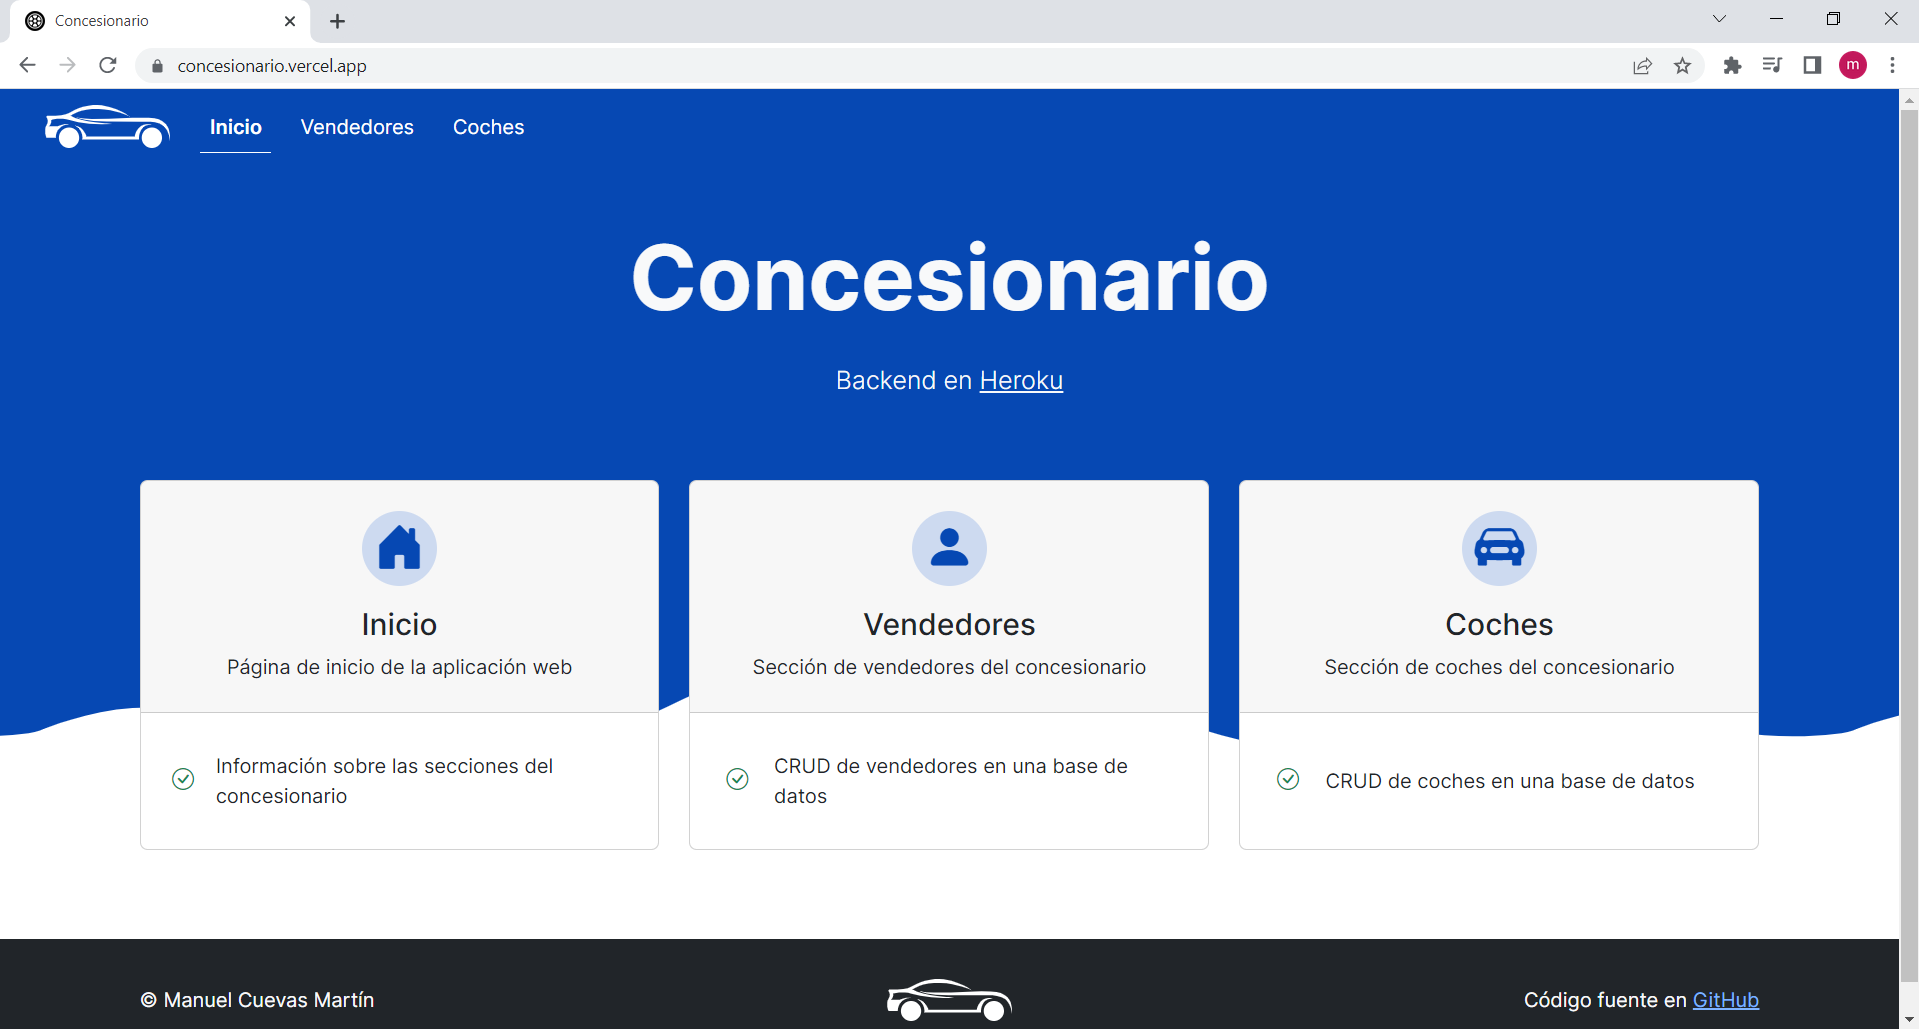 Concesionario
concesionario.vercel.app
m
Inicio Vendedores Coches
Concesionario
Backend en Heroku
Inicio
Página de inicio de la aplicación web
Información sobre las secciones del
concesionario
Vendedores
Sección de vendedores del concesionario
CRUD de vendedores en una base de
datos
Coches
Sección de coches del concesionario
CRUD de coches en una base de datos
© Manuel Cuevas Martín
Código fuente en GitHub